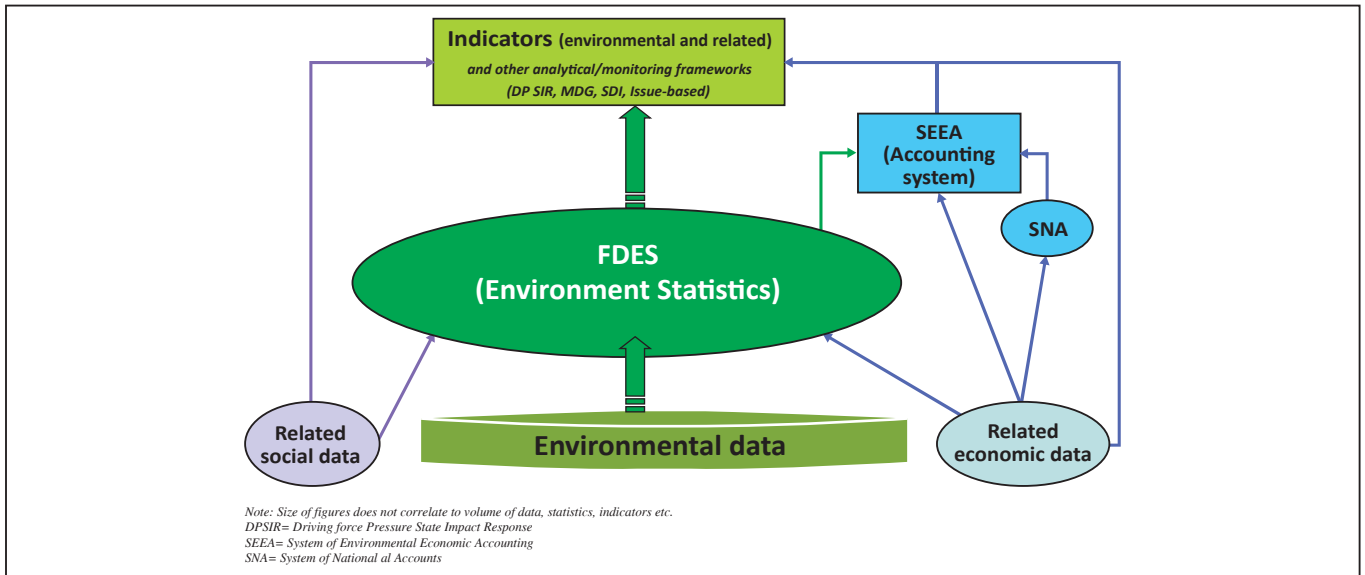 Indicators (environmental and related)
and other analytical/monitoring frameworks
(DP SIR, MDG, SDI, Issue-based)
SEEA
(Accounting
system)
SNA
FDES
(Environment Statistics)
Related
social data
Environmental data
Related
economic data
Note: Size of figures does not correlate to volume of data, statistics, indicators etc.
DPSIR= Driving force Pressure State Impact Response
SEEA= System of Environmental Economic Accounting
SNA= System of National al Accounts